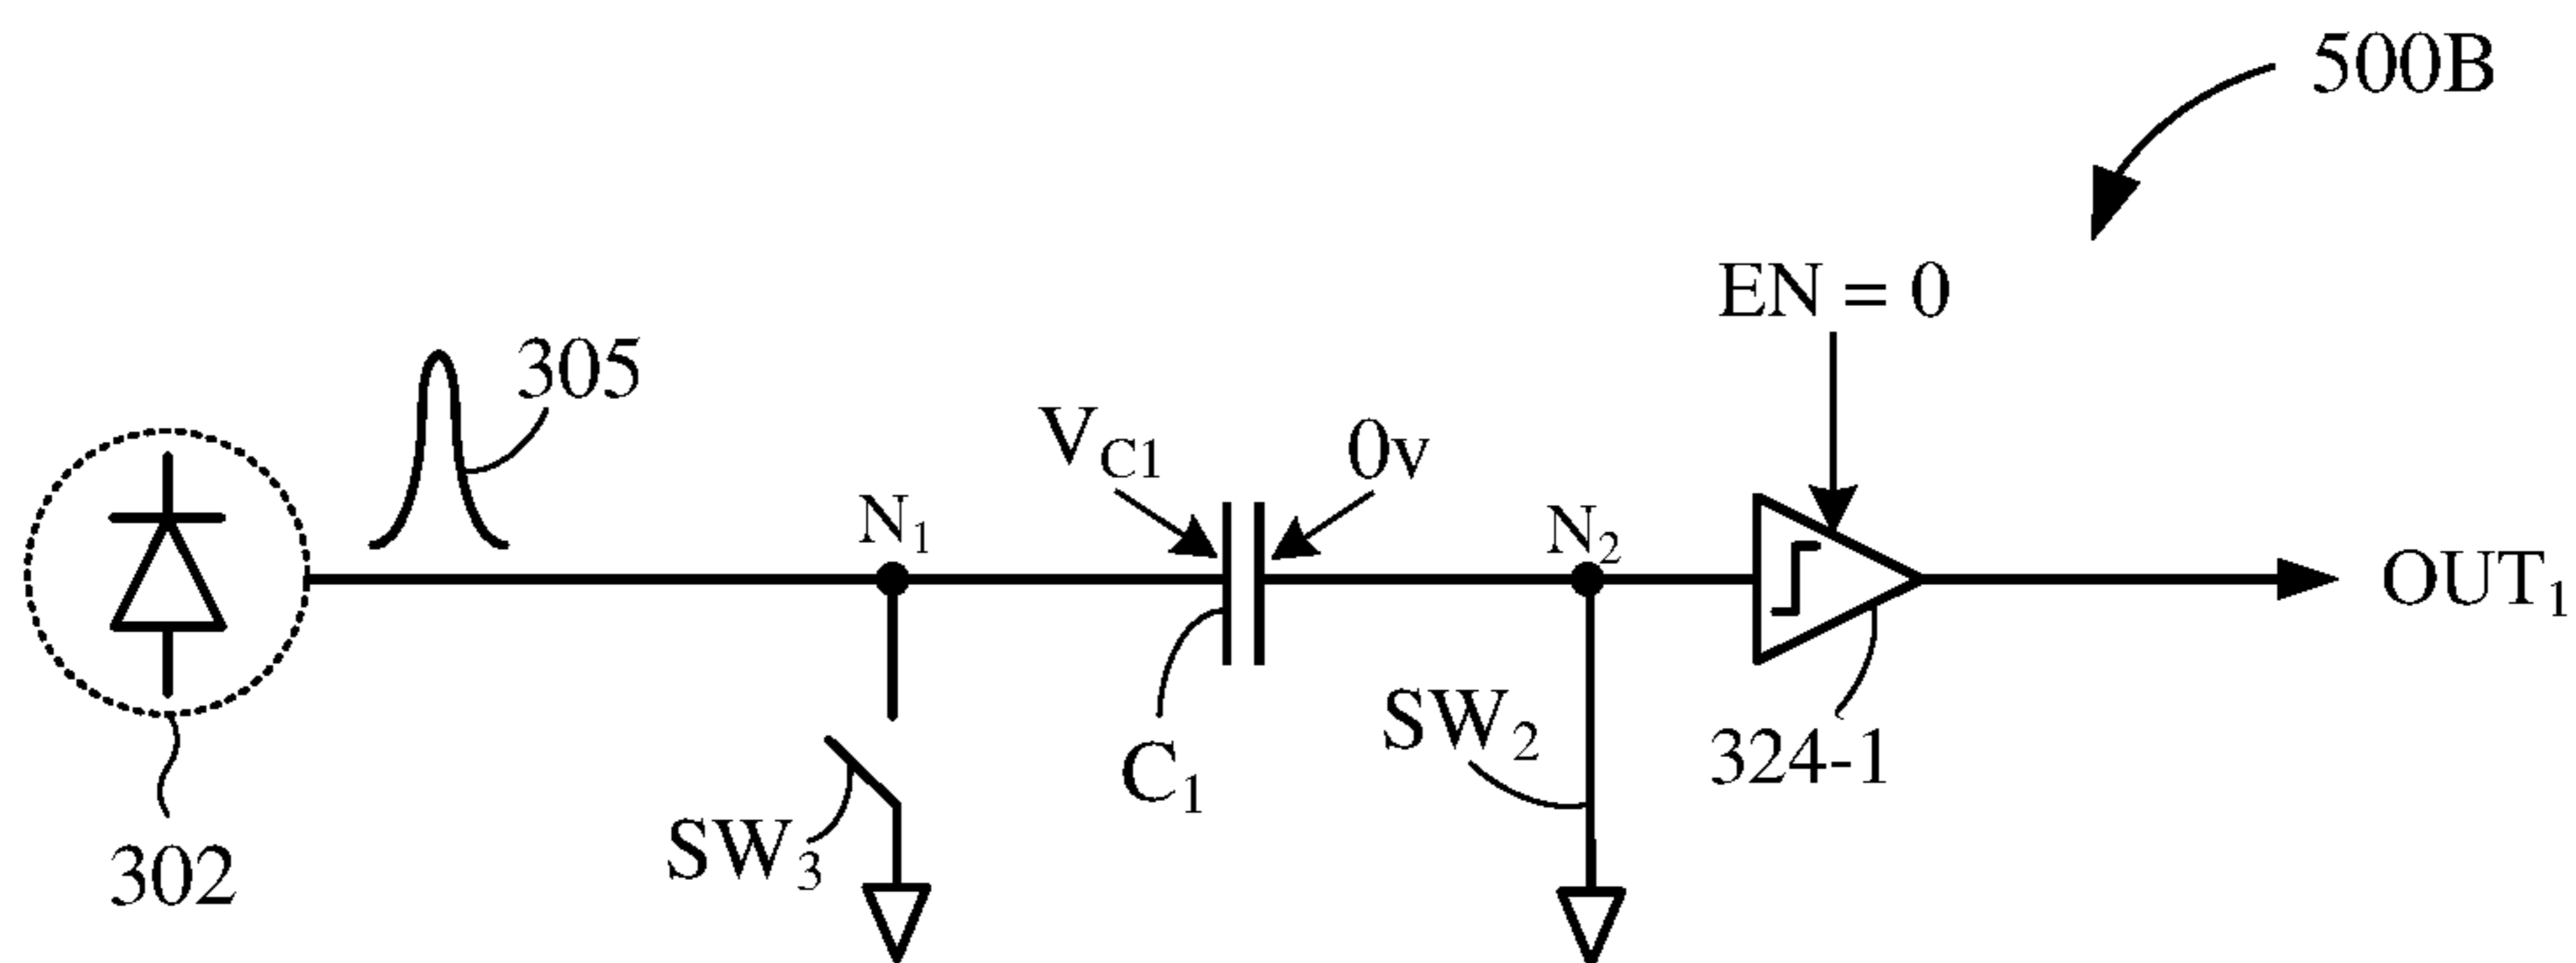 500B
EN = 0
305
V_C1
0v
N₁
N₂
OUT₁
SW₂
C₁
324-1
SW₃
302